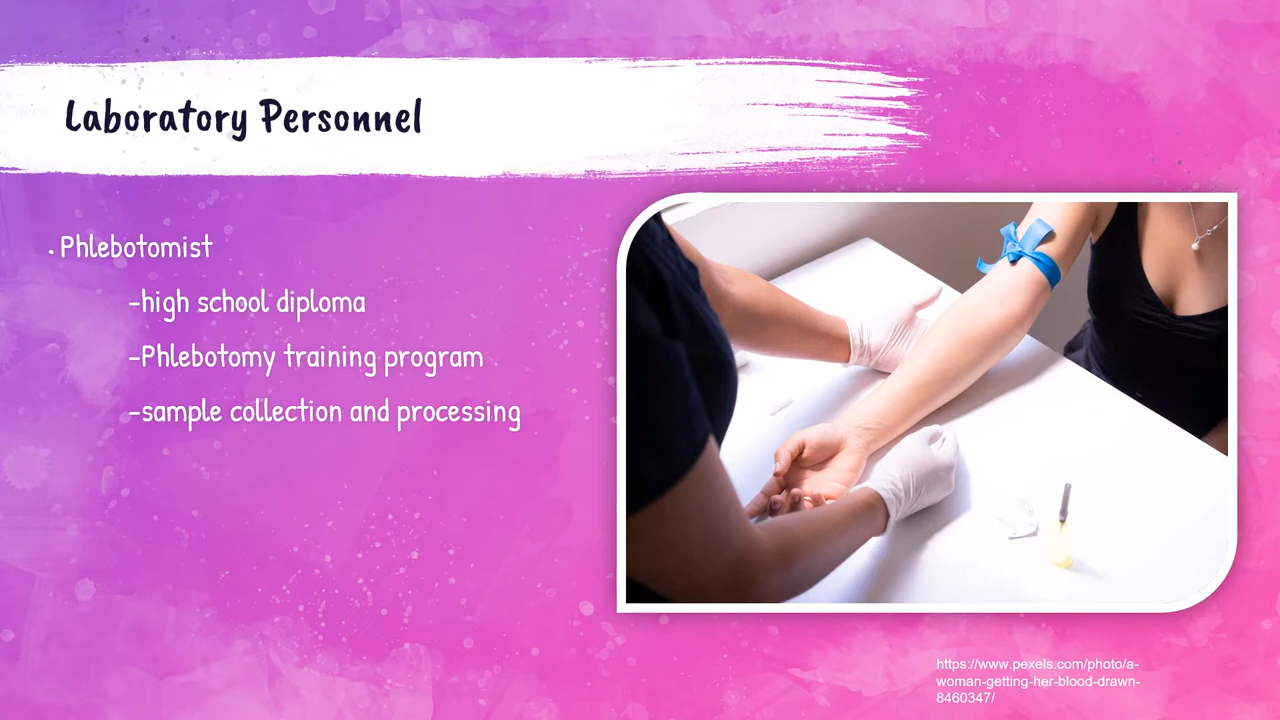 Laboratory Personnel
• Phlebotomist
-high school diploma
-Phlebotomy training program
-sample collection and processing
https://www.pexels.com/photo/a-
woman-getting-her-blood-drawn-
8460347/